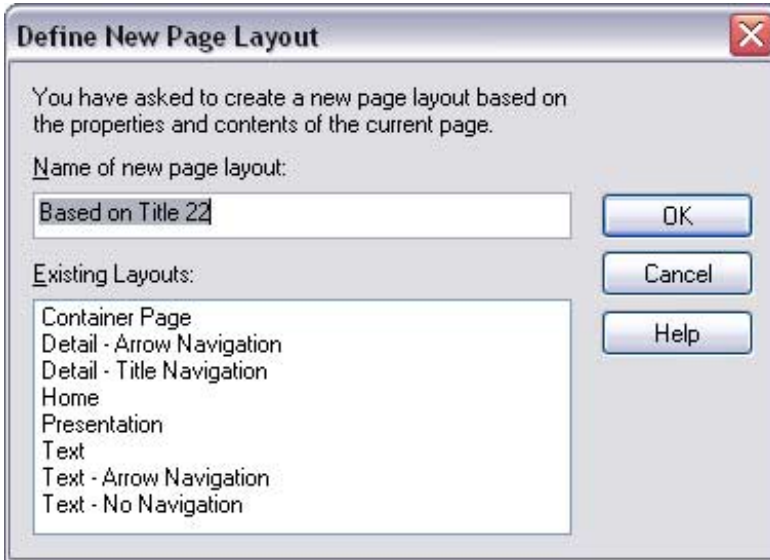 Define New Page Layout
You have asked to create a new page layout based on
the properties and contents of the current page.
Name of new page layout:
Based on Title 22
OK
Existing Layouts:
Cancel
Container Page
Detail - Arrow Navigation
Detail - Title Navigation
Home
Presentation
Text
Text - Arrow Navigation
Text - No Navigation
Help